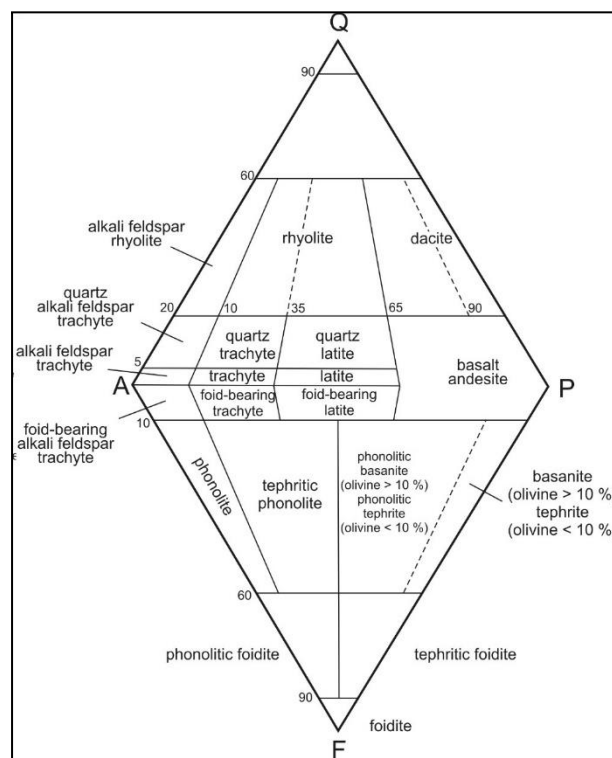 Q
90
60
alkali feldspar
rhyolite
rhyolite
dacite
quartz
alkali feldspar
trachyte
20
10
35
65
90
quartz
trachyte
quartz
latite
alkali feldspar
trachyte
5
trachyte
latite
basalt
andesite
A
P
foid-bearing
trachyte
foid-bearing
latite
10
foid-bearing
alkali feldspar
trachyte
phonolite
tephritic
phonolite
phonolitic
basanite
(olivine > 10 %)
phonolitic
tephrite
(olivine < 10 %)
basanite
(olivine > 10 %
tephrite
(olivine < 10 %
60
phonolitic foidite
tephritic foidite
90
foidite
F